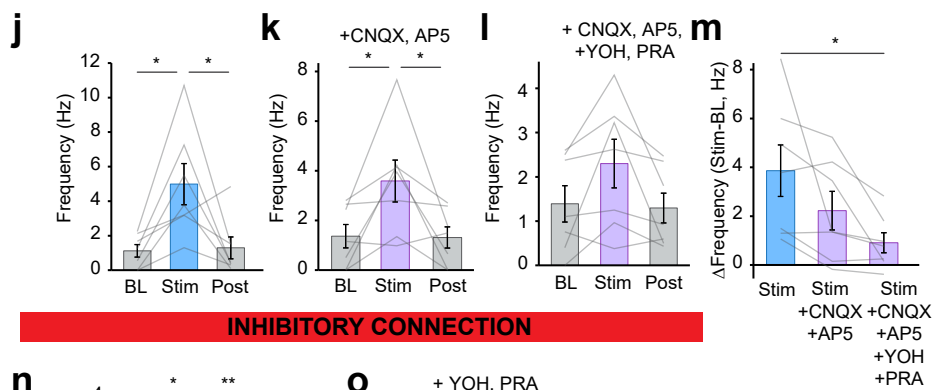 j
*
*
Frequency (Hz)
12
10
8
6
4
2
0
BL Stim Post
k
+CNQX, AP5
*
*
Frequency (Hz)
8
6
4
2
0
BL Stim Post
l
+ CNQX, AP5,
+YOH, PRA
Frequency (Hz)
4
3
2
1
0
BL Stim Post
m
*
ΔFrequency (Stim-BL, Hz)
8
6
4
2
0
Stim
Stim
+CNQX
+AP5
Stim
+CNQX
+AP5
+YOH
+PRA
INHIBITORY CONNECTION
n
*
**
o
+ YOH, PRA